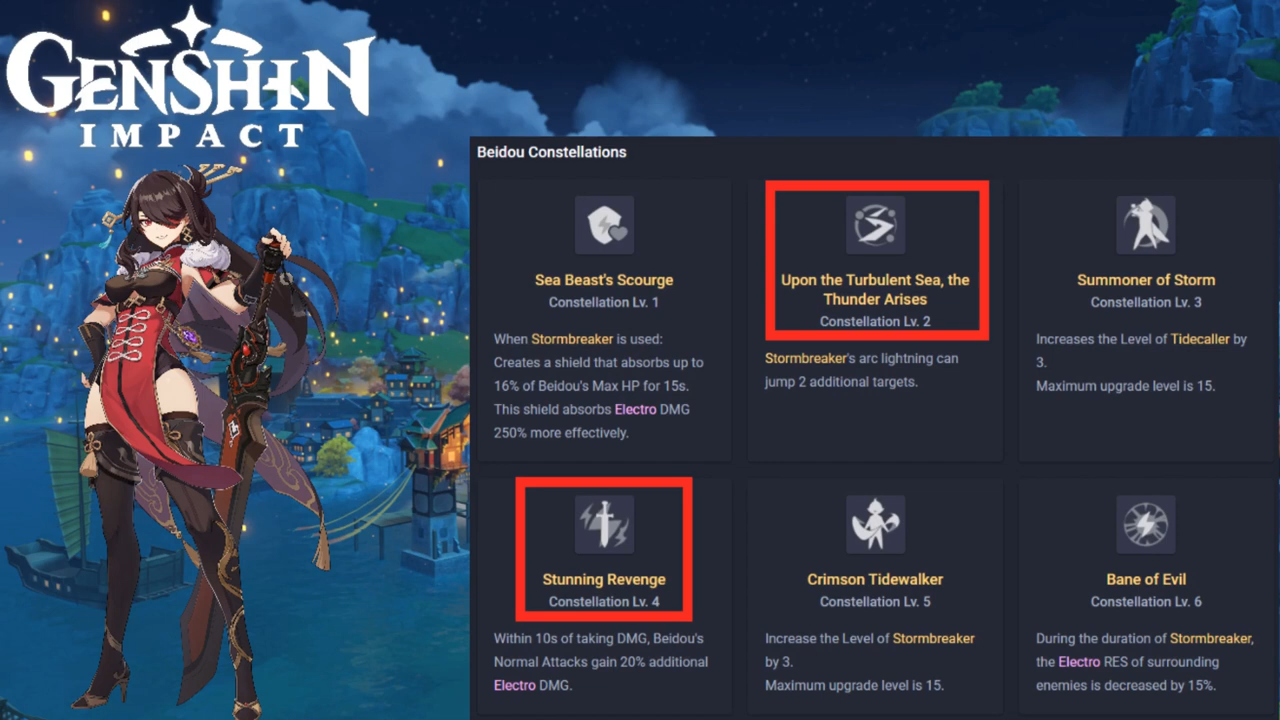 GENSHIN
IMPACT
Beidou Constellations
Sea Beast's Scourge
Constellation Lv. 1
When Stormbreaker is used:
Creates a shield that absorbs up to
16% of Beidou's Max HP for 15s.
This shield absorbs Electro DMG
250% more effectively.
Upon the Turbulent Sea, the
Thunder Arises
Constellation Lv. 2
Stormbreaker's arc lightning can
jump 2 additional targets.
Summoner of Storm
Constellation Lv. 3
Increases the Level of Tidecaller by
3.
Maximum upgrade level is 15.
Stunning Revenge
Constellation Lv. 4
Within 10s of taking DMG, Beidou's
Normal Attacks gain 20% additional
Electro DMG.
Crimson Tidewalker
Constellation Lv. 5
Increase the Level of Stormbreaker
by 3.
Maximum upgrade level is 15.
Bane of Evil
Constellation Lv. 6
During the duration of Stormbreaker,
the Electro RES of surrounding
enemies is decreased by 15%.